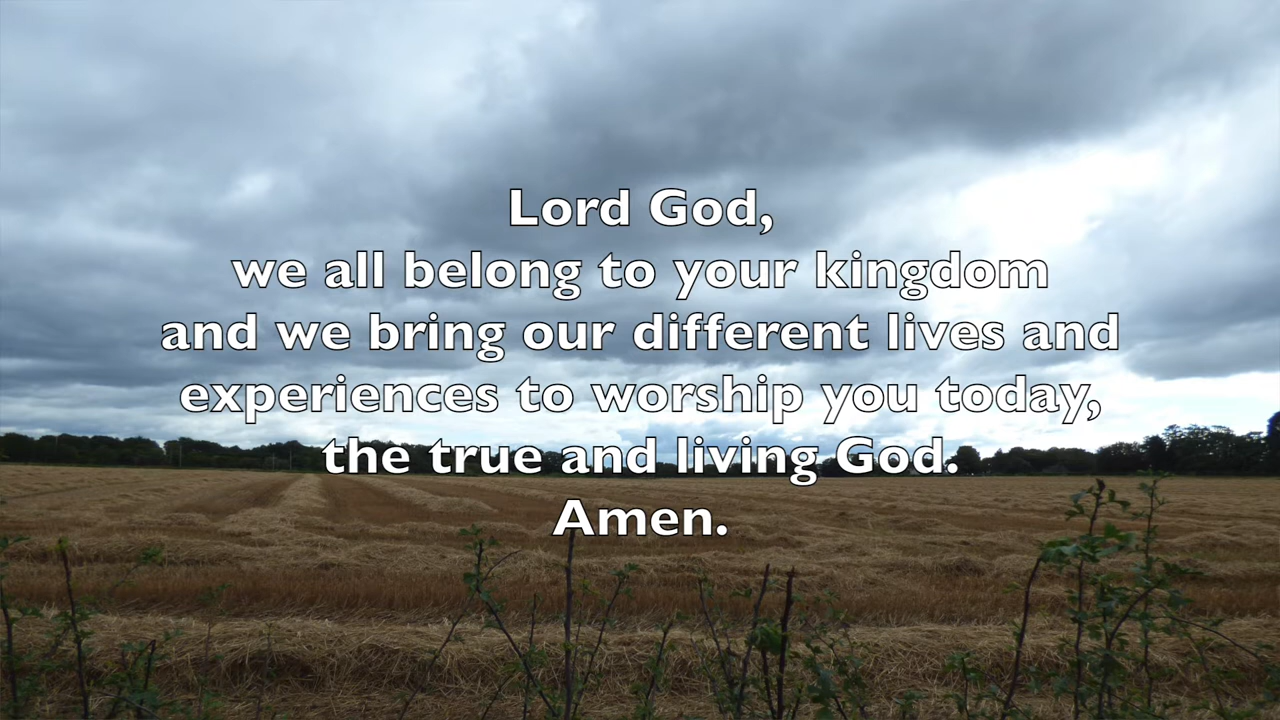 Lord God,
we all belong to your kingdom
and we bring our different lives and
experiences to worship you today,
the true and living God.
Amen.